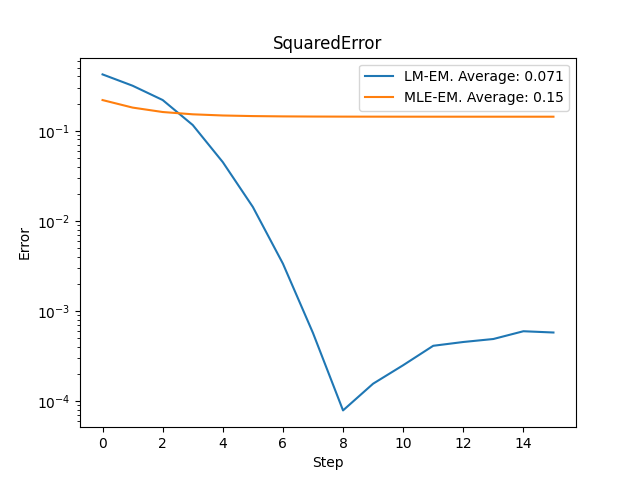 SquaredError
LM-EM. Average: 0.071
MLE-EM. Average: 0.15
Error
10⁻¹
10⁻²
10⁻³
10⁻⁴
0 2 4 6 8 10 12 14
Step